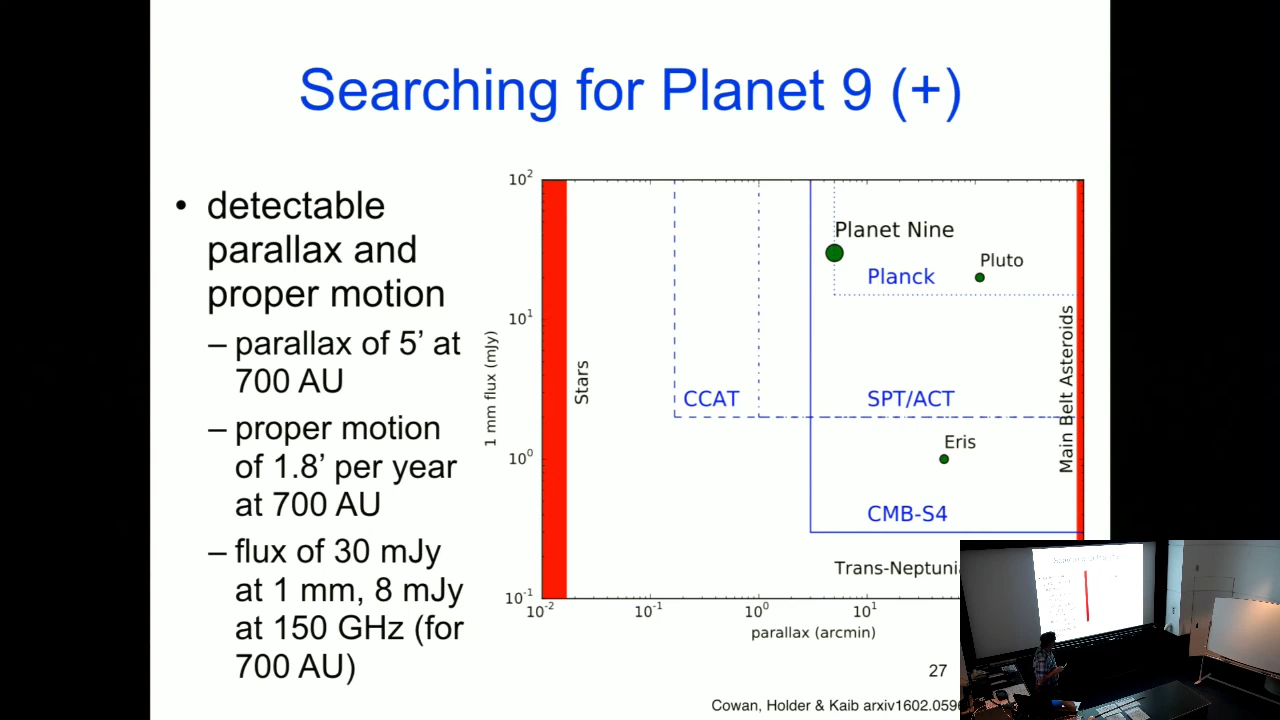 Searching for Planet 9 (+)
• detectable
parallax and
proper motion
– parallax of 5’ at
700 AU
– proper motion
of 1.8’ per year
at 700 AU
– flux of 30 mJy
at 1 mm, 8 mJy
at 150 GHz (for
700 AU)
10²
10¹
10⁰
10⁻¹
1 mm flux (mJy)
Stars
Planet Nine
Planck
Pluto
CCAT
SPT/ACT
Eris
CMB-S4
Main Belt Asteroids
Trans-Neptuni
10⁻²
10⁻¹
10⁰
10¹
parallax (arcmin)
27
Cowan, Holder & Kaib arxiv1602.059